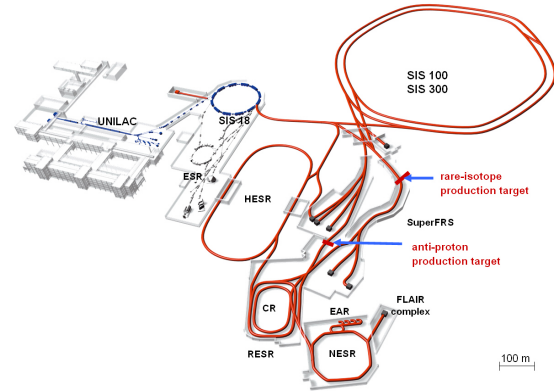 SIS 100
SIS 300
UNILAC
SIS 18
ESR
HESR
rare-isotope
production target
SuperFRS
anti-proton
production target
CR
EAR
FLAIR
complex
RESR
NESR
100 m